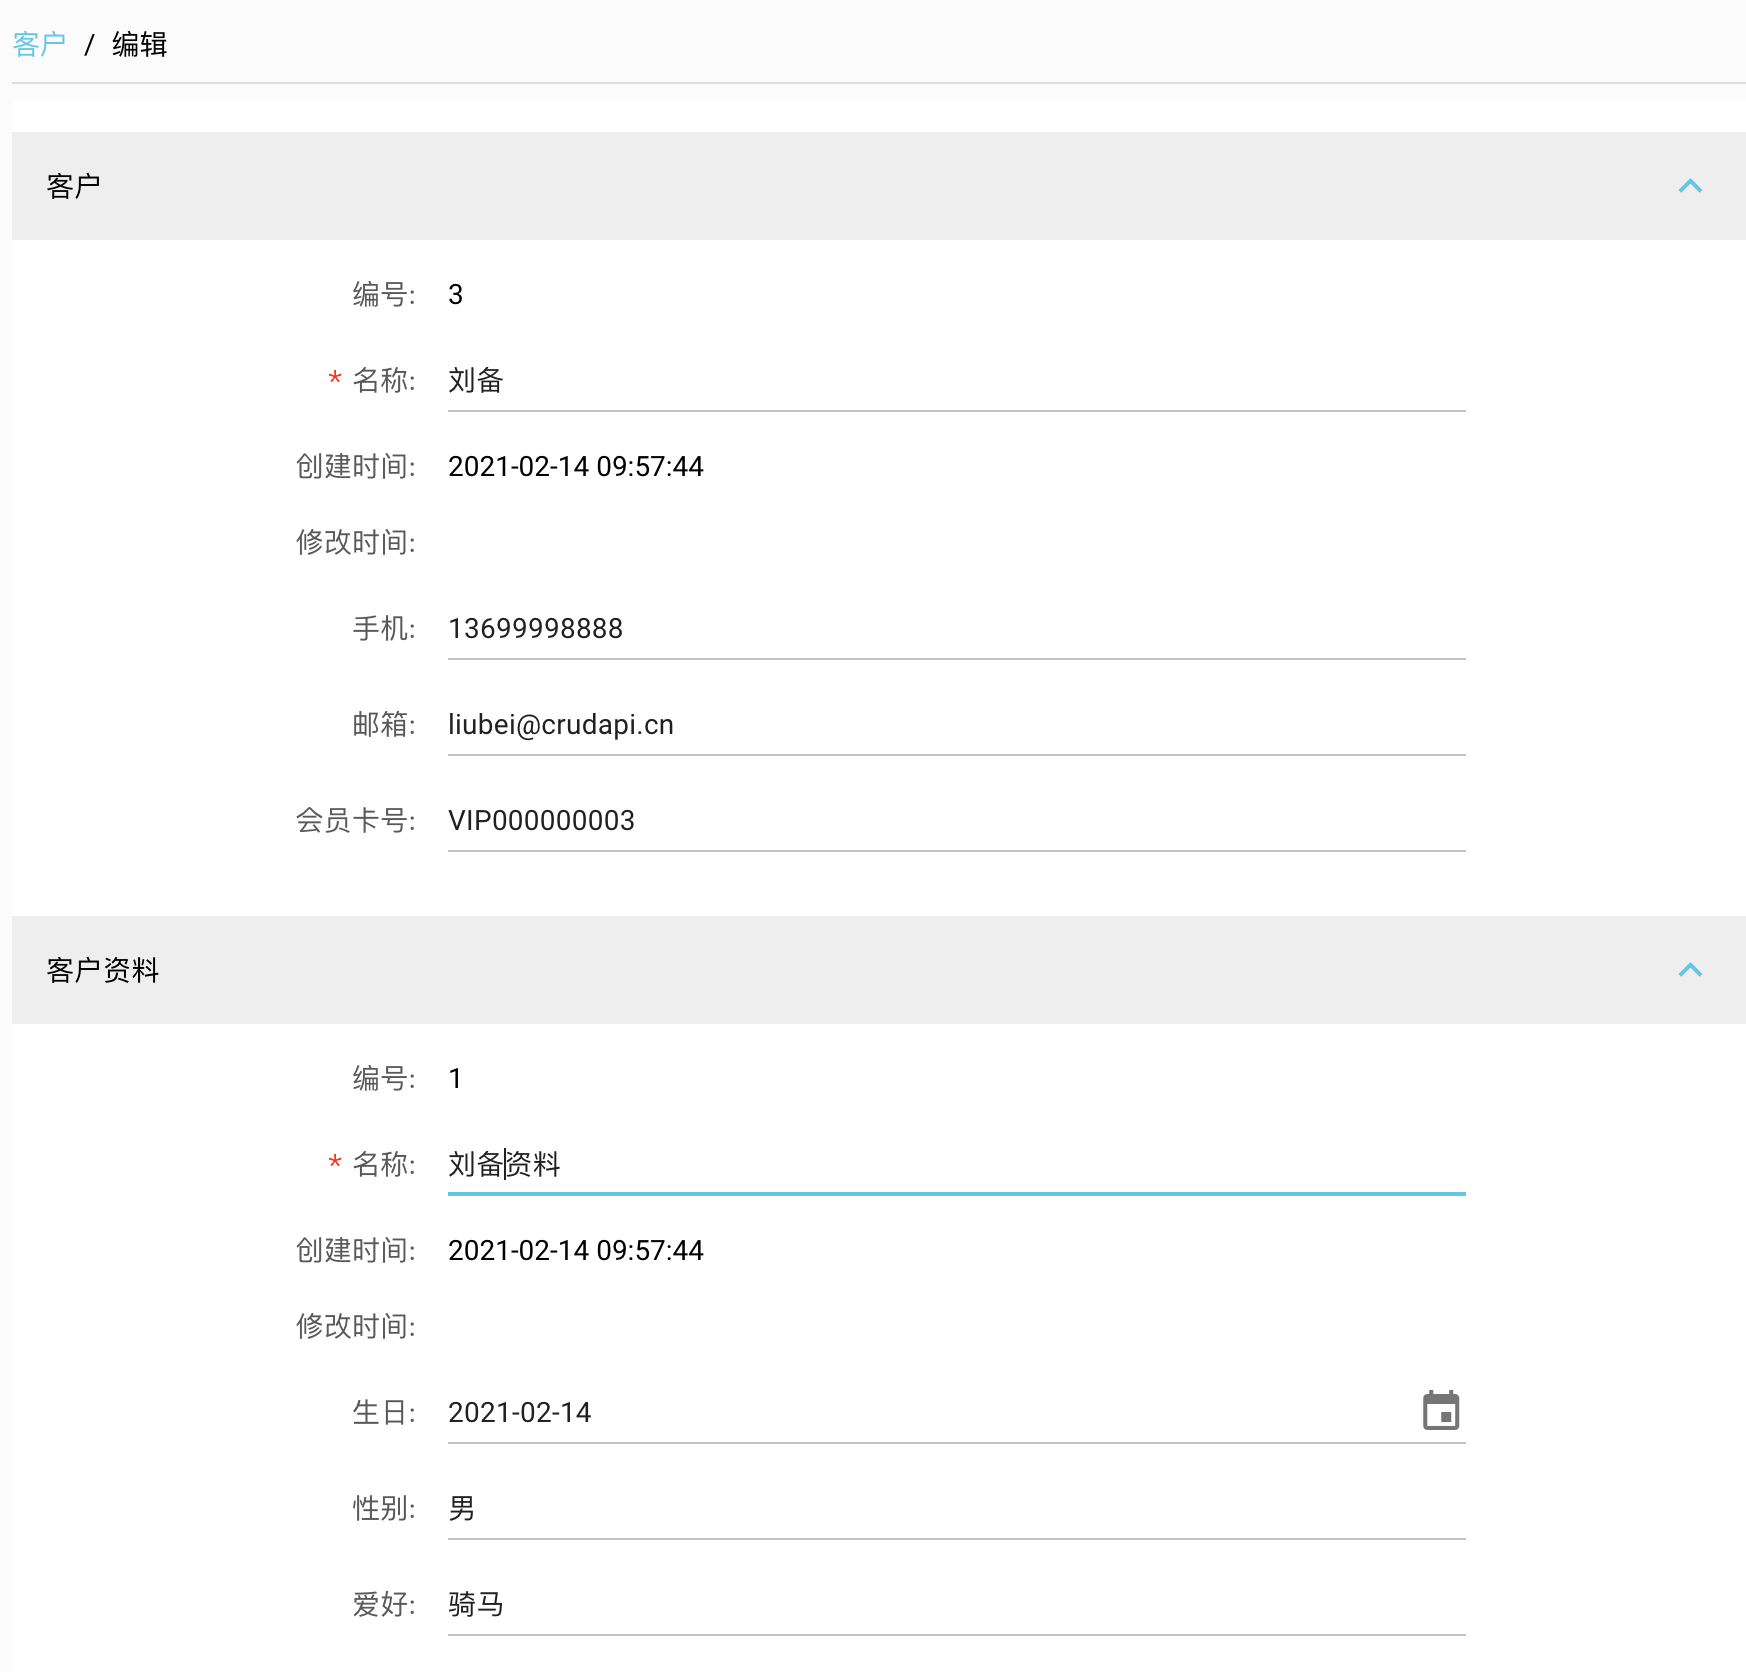 客户 / 编辑
客户
编号: 3
* 名称: 刘备
创建时间: 2021-02-14 09:57:44
修改时间:
手机: 13699998888
邮箱: liubei@crudapi.cn
会员卡号: VIP000000003
客户资料
编号: 1
* 名称: 刘备资料
创建时间: 2021-02-14 09:57:44
修改时间:
生日: 2021-02-14
性别: 男
爱好: 骑马